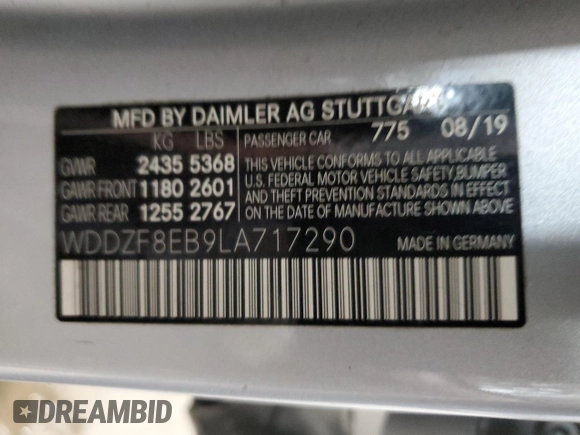 MFD BY DAIMLER AG STUTTGART
KG LBS PASSENGER CAR 775 08/19
GVWR 2435 5368
GAWR FRONT 1180 2601
GAWR REAR 1255 2767
THIS VEHICLE CONFORMS TO ALL APPLICABLE
U.S. FEDERAL MOTOR VEHICLE SAFETY, BUMPER
AND THEFT PREVENTION STANDARDS IN EFFECT
ON THE DATE OF MANUFACTURE SHOWN ABOVE
WDDZF8EB9LA717290 MADE IN GERMANY
DREAMBID